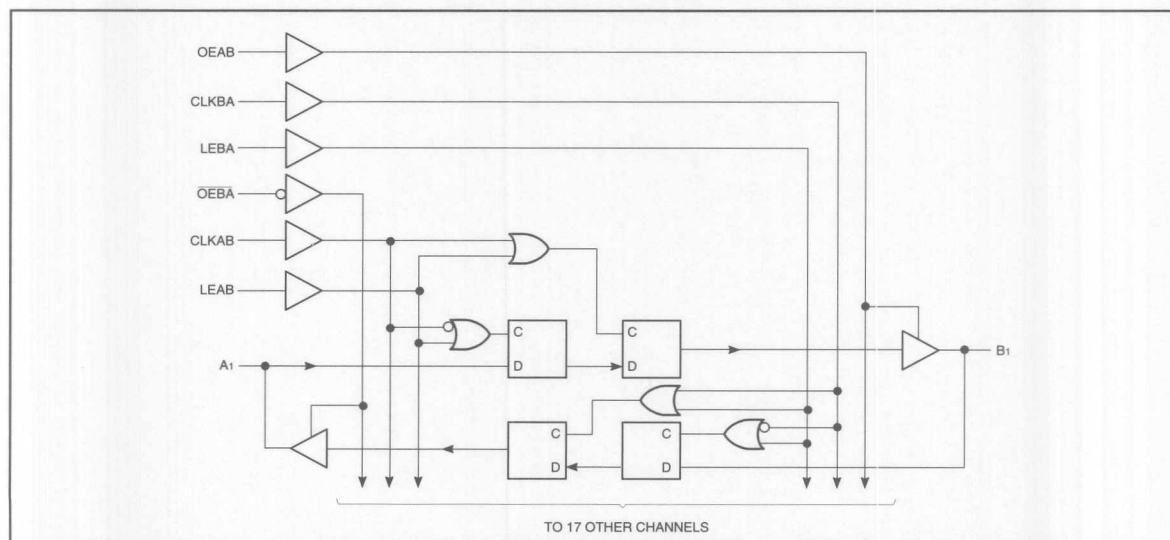 OEAB
CLKBA
LEBA
OEBA
CLKAB
LEAB
C
C
A1
D
D
B1
C
C
D
D
TO 17 OTHER CHANNELS